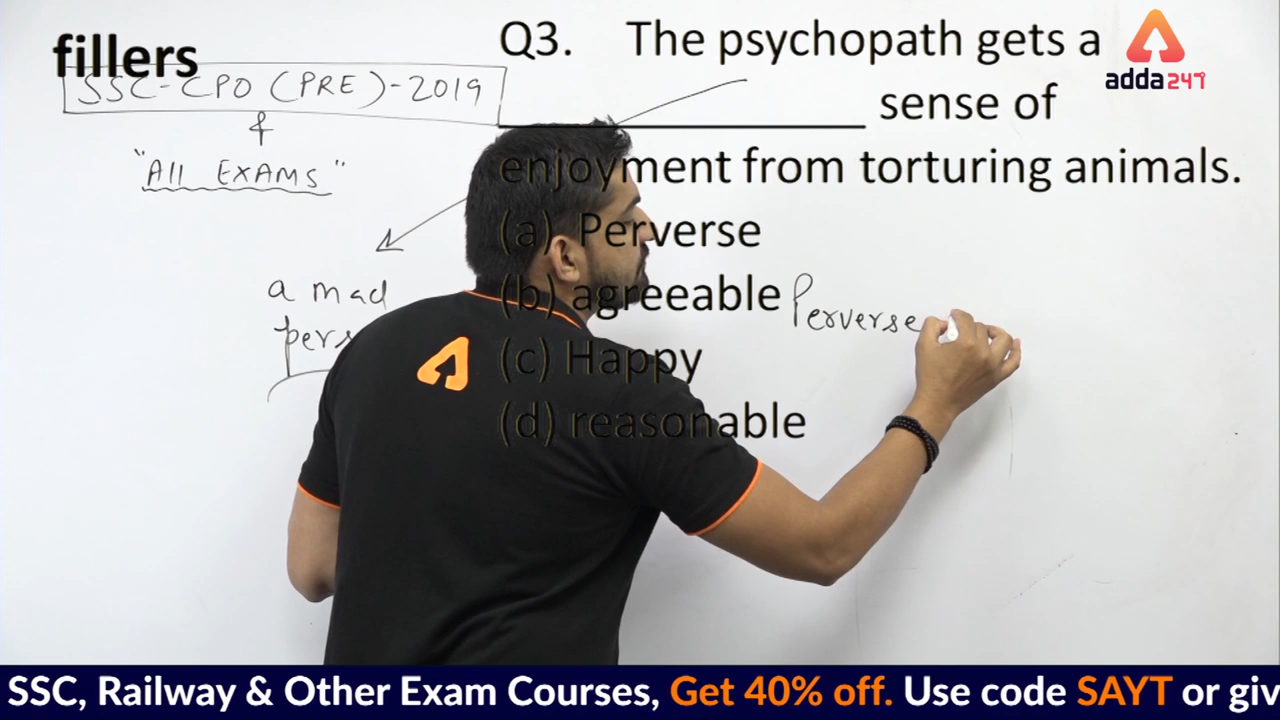 fillers
SSC-CPO (PRE)-2019
&
"All EXAMS"
a mad
Q3. The psychopath gets a
_______________ sense of
enjoyment from torturing animals.
(a) Perverse
(b) agreeable
(c) Happy
(d) reasonable
Perverse
adda247
SSC, Railway & Other Exam Courses, Get 40% off. Use code SAYT or giv